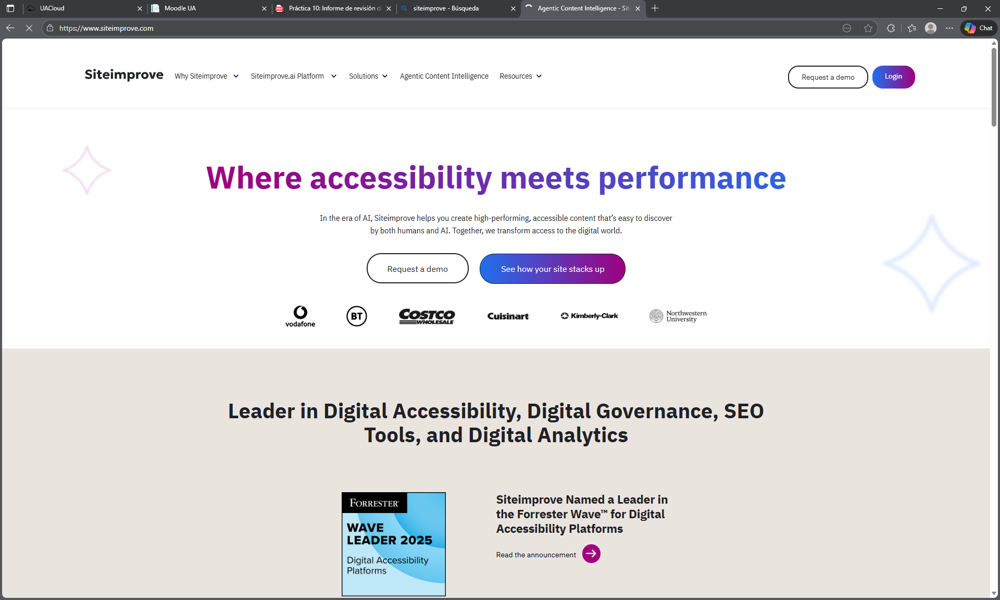 UACloud
Moodle UA
Práctica 10: Informe de revisión d
siteimprove - Búsqueda
Agentic Content Intelligence - Sit
https://www.siteimprove.com
Chat
Siteimprove
Why Siteimprove
Siteimprove.ai Platform
Solutions
Agentic Content Intelligence
Resources
Request a demo
Login
Where accessibility meets performance
In the era of AI, Siteimprove helps you create high-performing, accessible content that’s easy to discover
by both humans and AI. Together, we transform access to the digital world.
Request a demo
See how your site stacks up
vodafone
BT
COSTCO
WHOLESALE
Cuisinart
Kimberly-Clark
Northwestern
University
Leader in Digital Accessibility, Digital Governance, SEO
Tools, and Digital Analytics
FORRESTER
WAVE
LEADER 2025
Digital Accessibility
Platforms
Siteimprove Named a Leader in
the Forrester Wave™ for Digital
Accessibility Platforms
Read the announcement